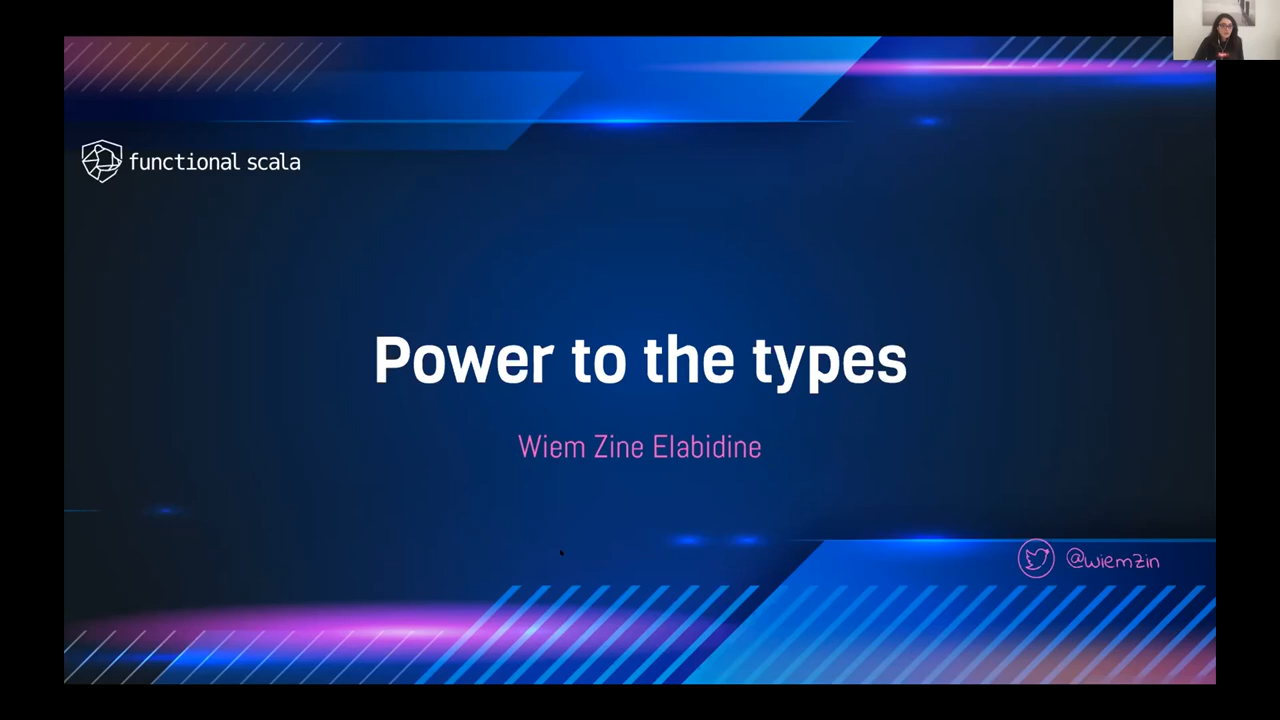 functional scala
Power to the types
Wiem Zine Elabidine
@wiemzin